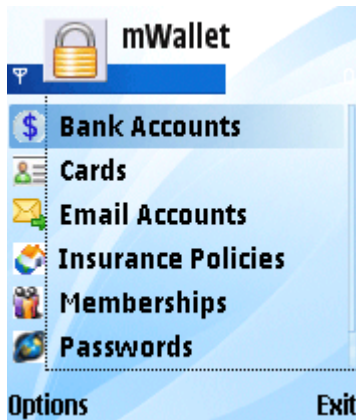 mWallet
Bank Accounts
Cards
Email Accounts
Insurance Policies
Memberships
Passwords
Options Exit